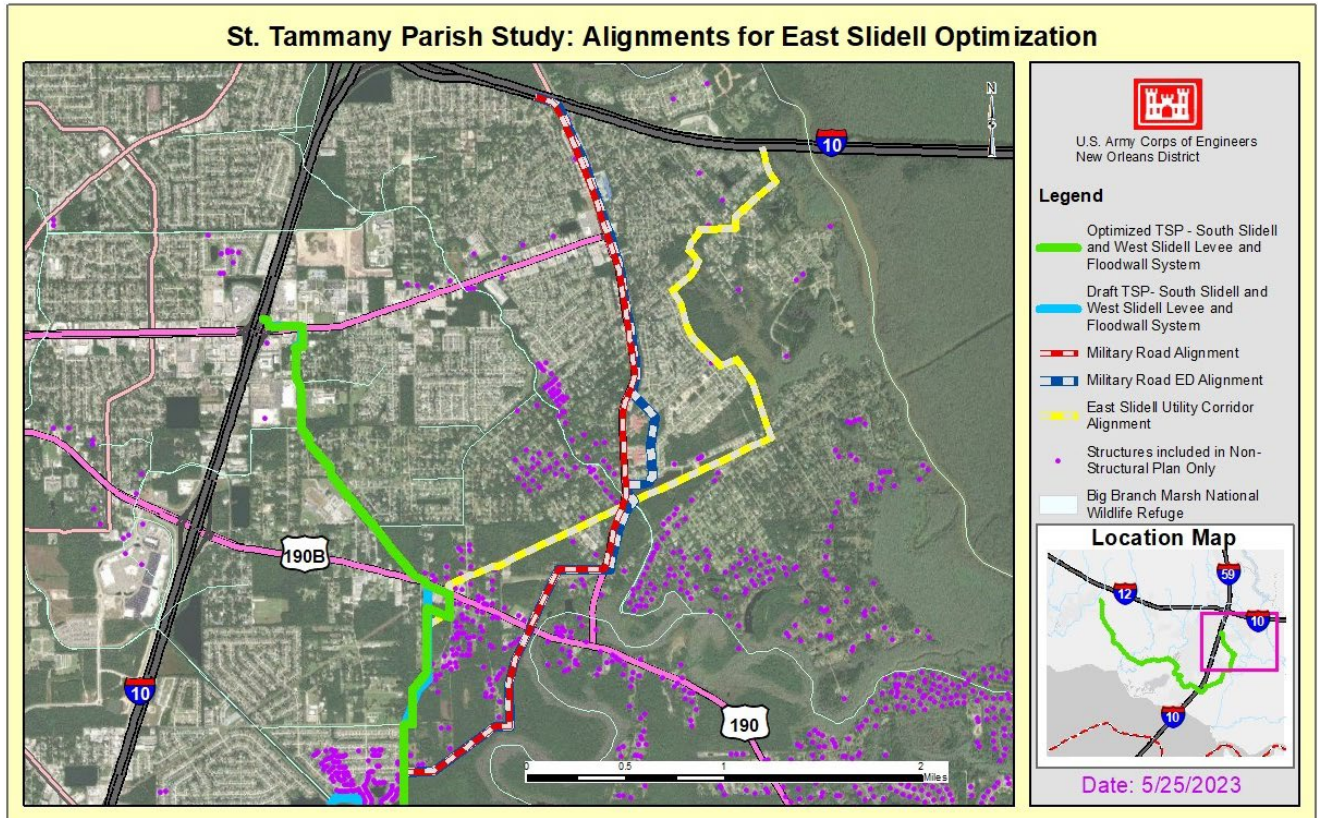 St. Tammany Parish Study: Alignments for East Slidell Optimization
N
10
190B
10
190
0 0.5 1 2
Miles
U.S. Army Corps of Engineers
New Orleans District
Legend
Optimized TSP - South Slidell
and West Slidell Levee and
Floodwall System
Draft TSP- South Slidell and
West Slidell Levee and
Floodwall System
Military Road Alignment
Military Road ED Alignment
East Slidell Utility Corridor
Alignment
Structures included in Non-
Structural Plan Only
Big Branch Marsh National
Wildlife Refuge
Location Map
59
12
10
10
Date: 5/25/2023